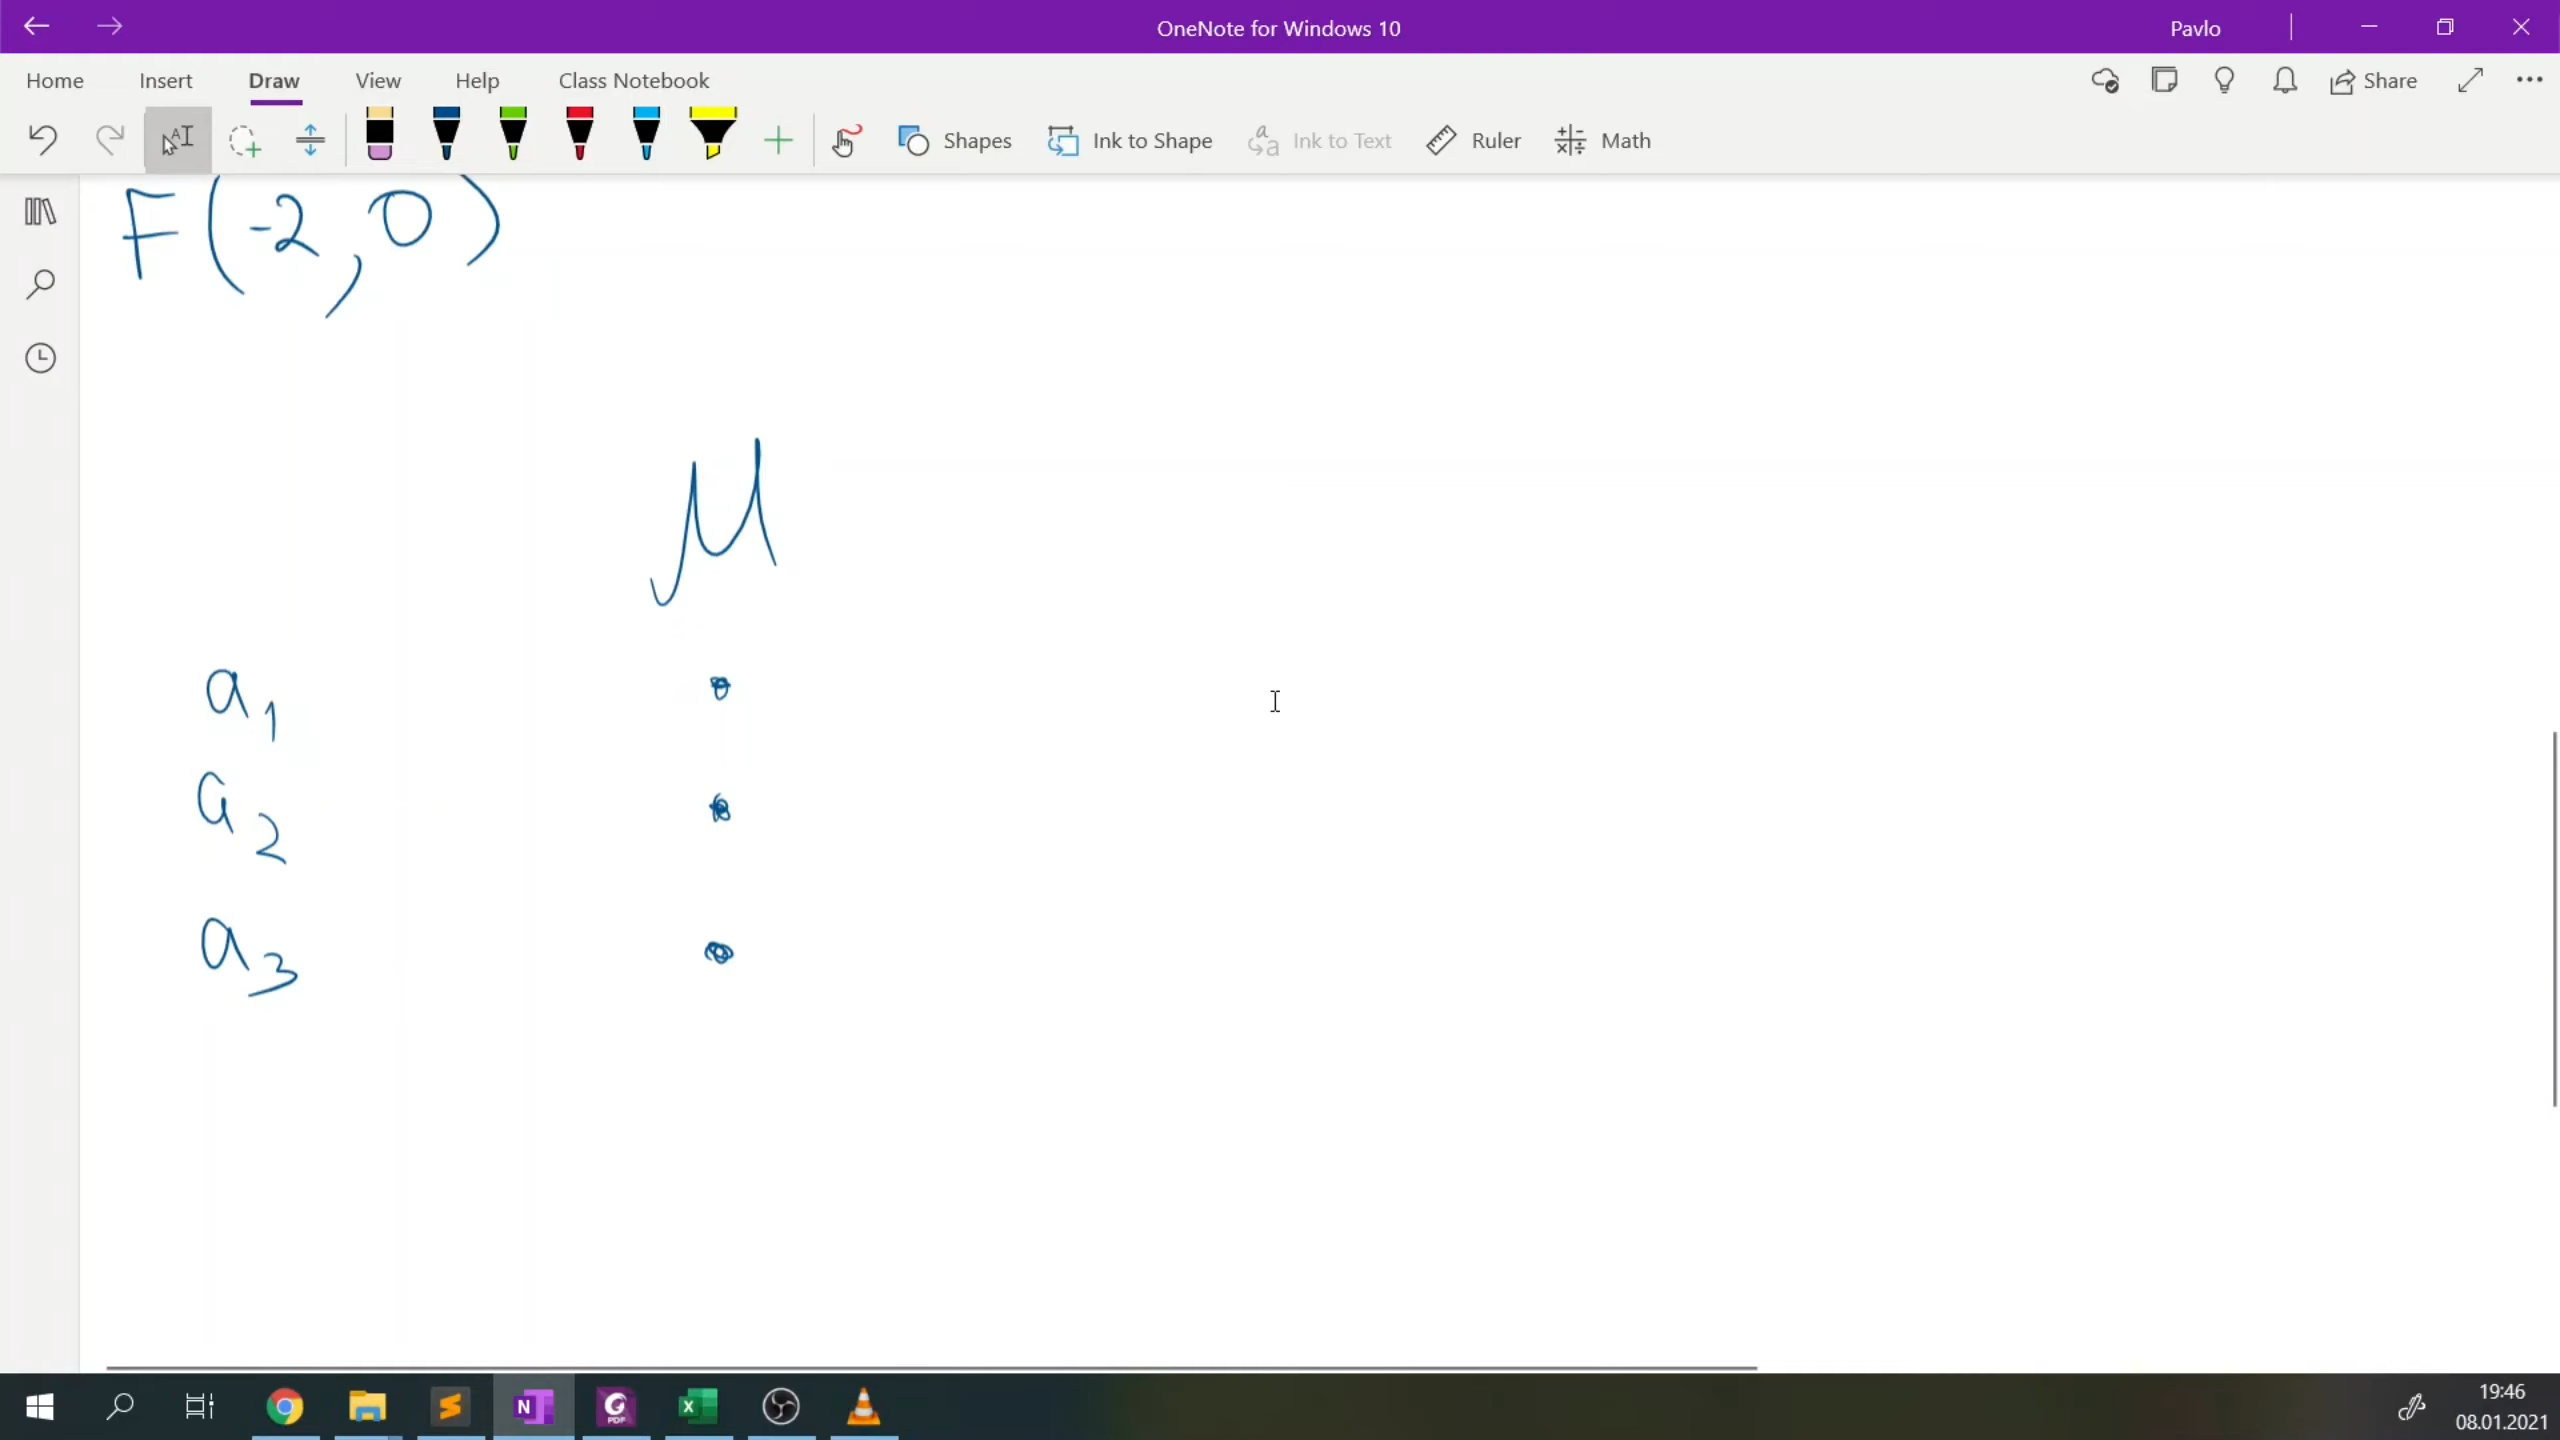 OneNote for Windows 10 Pavlo
Home Insert Draw View Help Class Notebook Share
Shapes Ink to Shape Ink to Text Ruler Math
F(-2,0)
M
a1
a2
a3
19:46
08.01.2021